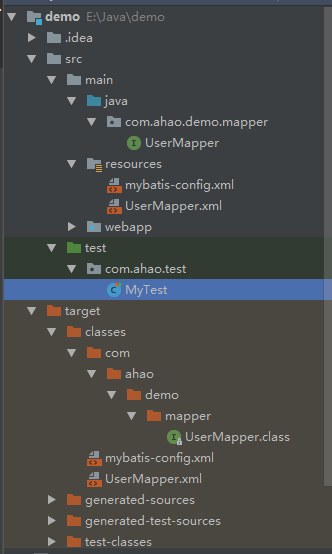 demo E:\Java\demo
.idea
src
main
java
com.ahao.demo.mapper
UserMapper
resources
mybatis-config.xml
UserMapper.xml
webapp
test
com.ahao.test
MyTest
target
classes
com
ahao
demo
mapper
UserMapper.class
mybatis-config.xml
UserMapper.xml
generated-sources
generated-test-sources
test-classes